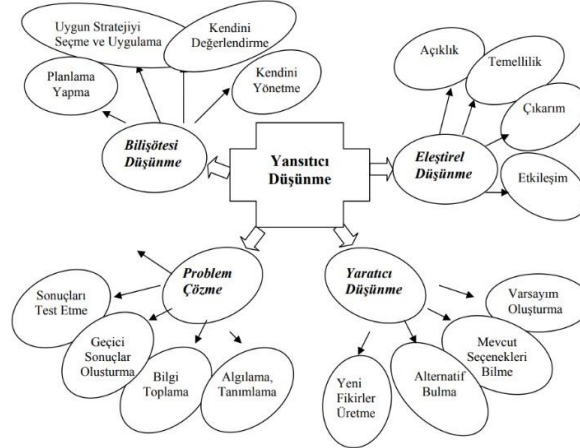 Uygun Stratejiyi
Seçme ve Uygulama
Kendini
Değerlendirme
Planlama
Yapma
Kendini
Yönetme
Bilişötesi
Düşünme
Yansıtıcı
Düşünme
Açıklık
Temellilik
Çıkarım
Etkileşim
Eleştirel
Düşünme
Problem
Çözme
Yaratıcı
Düşünme
Sonuçları
Test Etme
Geçici
Sonuçlar
Olusturma
Bilgi
Toplama
Algılama,
Tanımlama
Yeni
Fikirler
Üretme
Alternatif
Bulma
Mevcut
Seçenekleri
Bilme
Varsayım
Oluşturma